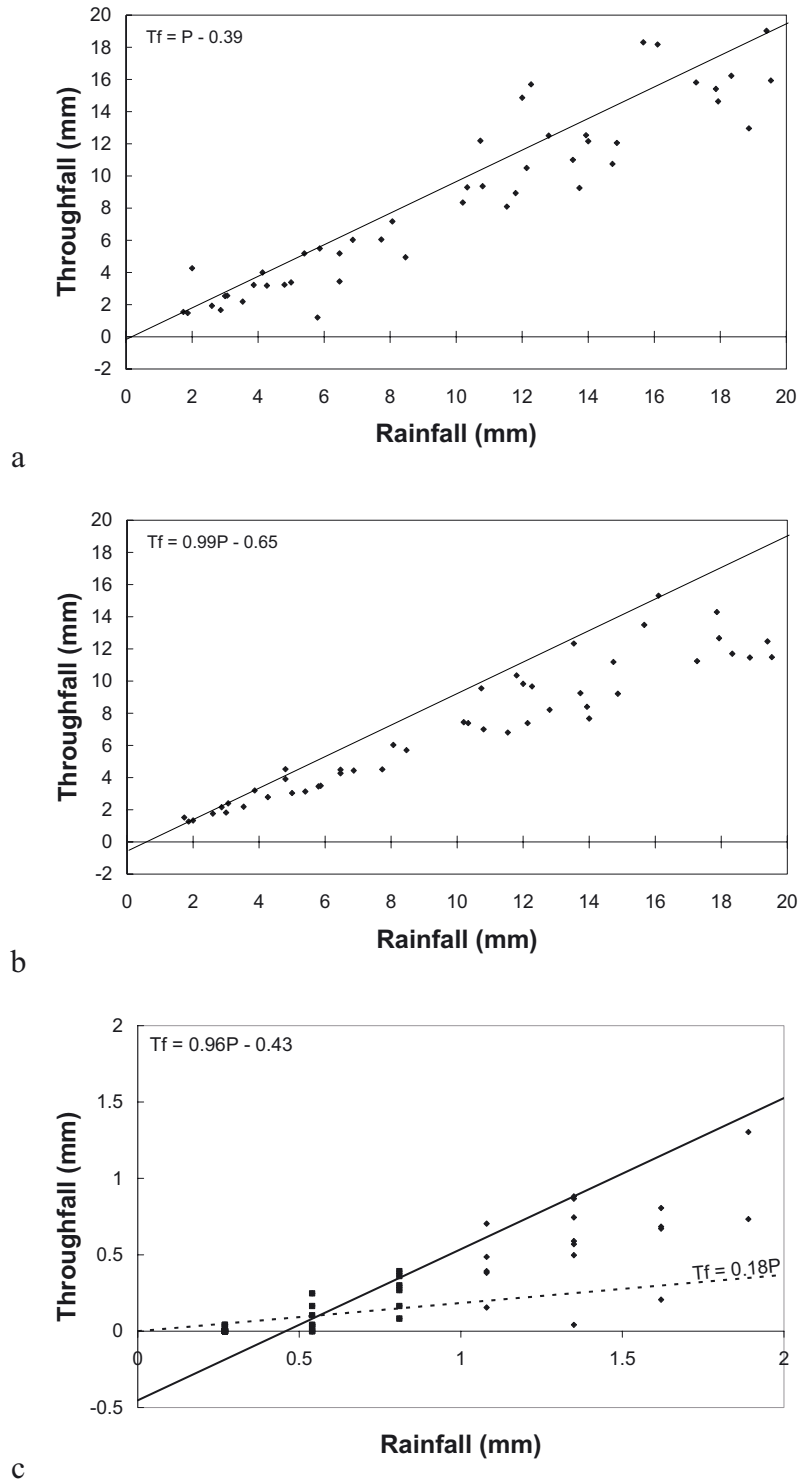 20
Tf = P - 0.39
18
16
14
12
10
8
6
4
2
0
-2
0 2 4 6 8 10 12 14 16 18 20
Throughfall (mm)
Rainfall (mm)
a
20
Tf = 0.99P - 0.65
18
16
14
12
10
8
6
4
2
0
-2
0 2 4 6 8 10 12 14 16 18 20
Throughfall (mm)
Rainfall (mm)
b
2
Tf = 0.96P - 0.43
1.5
1
0.5
Tf = 0.18P
0
0 0.5 1 1.5 2
-0.5
Throughfall (mm)
Rainfall (mm)
c